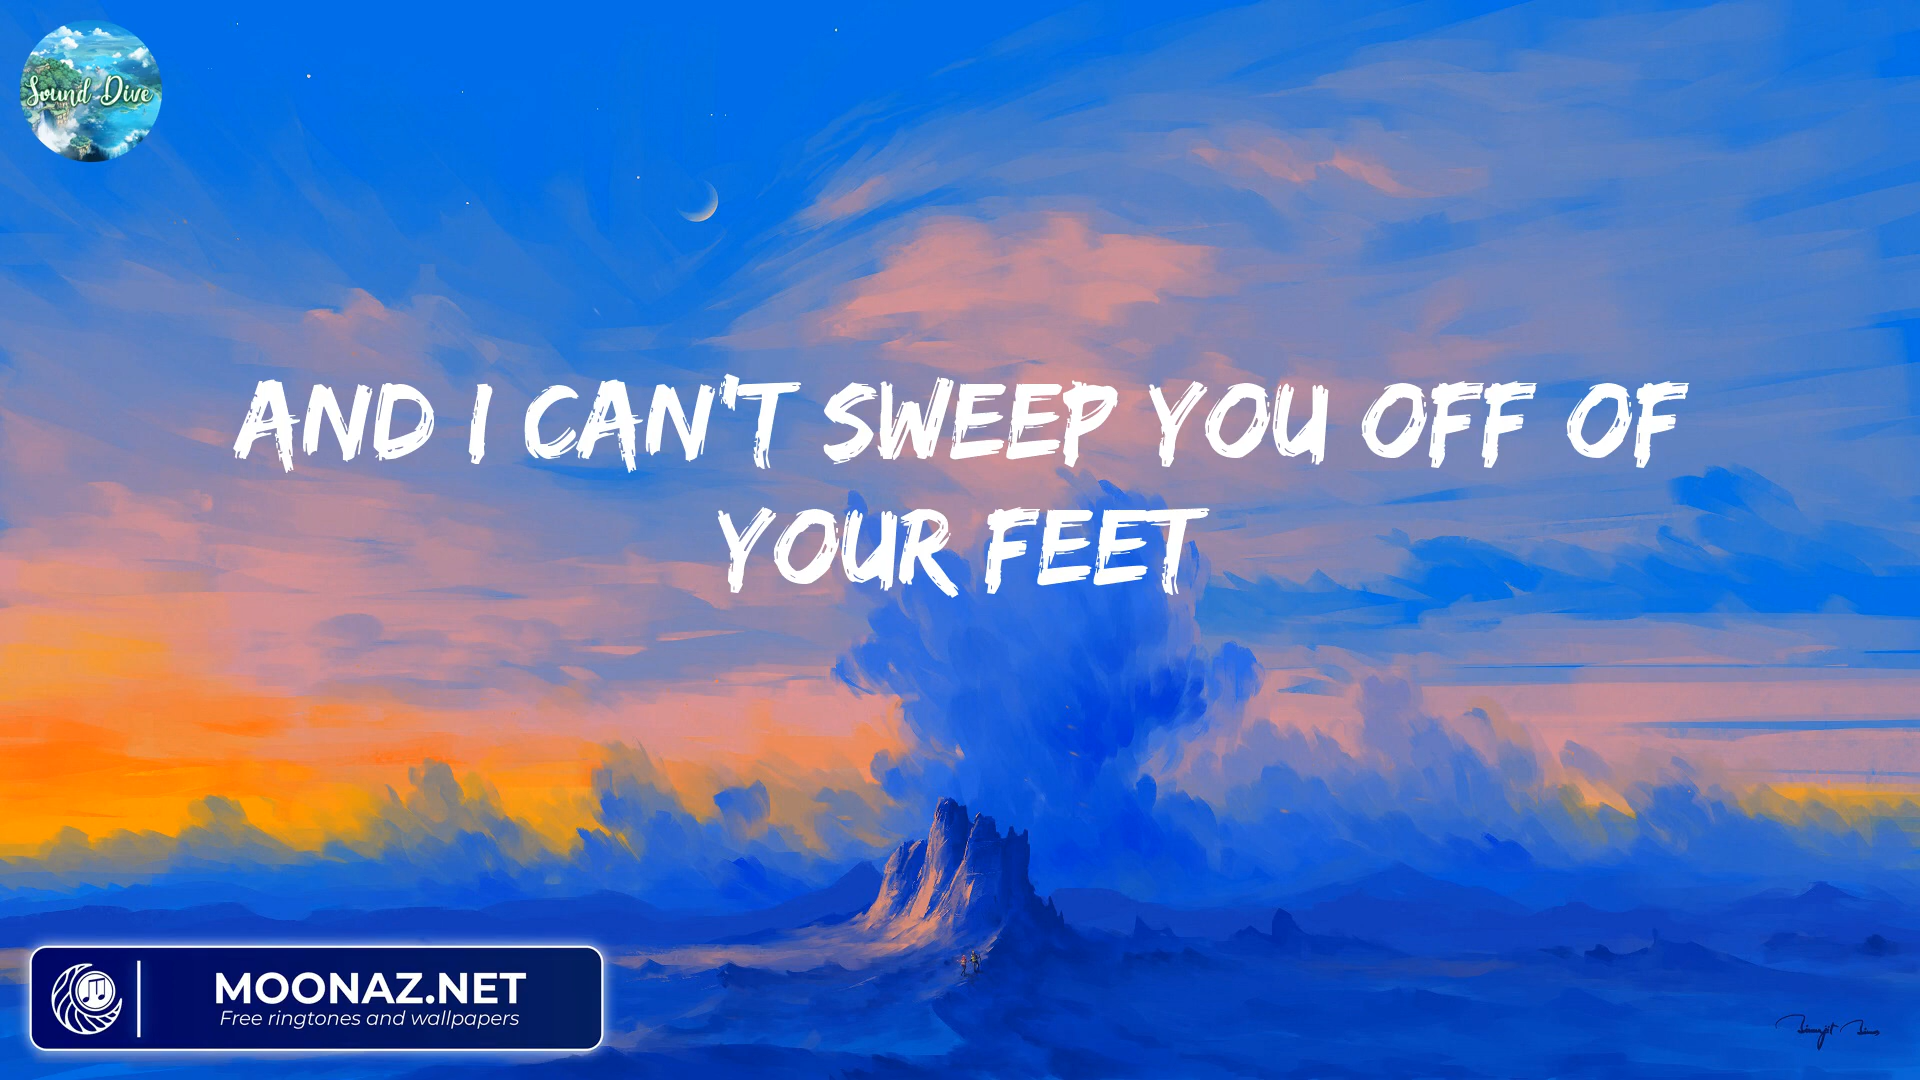 Sound Dive
AND I CAN'T SWEEP YOU OFF OF
YOUR FEET
MOONAZ.NET
Free ringtones and wallpapers